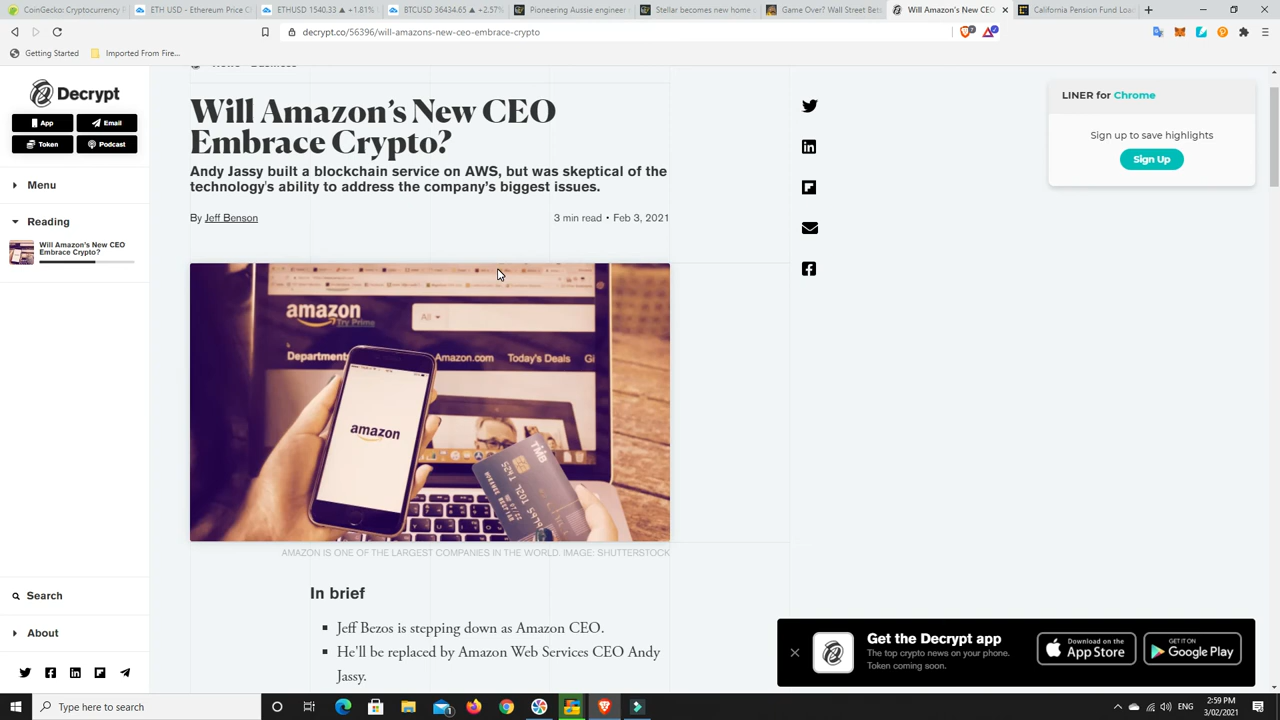 CoinGecko: Cryptocurrency P
ETH - Ethereum Price C
ETHUSD 1540.33 ▲ +1.81%
BTCUSD 36434.65 ▲ +2.57%
Pioneering Aussie engineer
Stellar becomes new home
Game Over? Wall Street Bets
Will Amazon's New CEO
California Pension Fund Loa
decrypt.co/56396/will-amazons-new-ceo-embrace-crypto
Getting Started
Imported From Fire...
Decrypt
App
Email
Token
Podcast
Menu
Reading
Will Amazon's New CEO
Embrace Crypto?
Search
About
News Business
Will Amazon's New CEO
Embrace Crypto?
Andy Jassy built a blockchain service on AWS, but was skeptical of the
technology's ability to address the company's biggest issues.
By Jeff Benson
3 min read • Feb 3, 2021
amazon
Try Prime
All
Department
Amazon.com
Today's Deals
Gi
amazon
AMAZON IS ONE OF THE LARGEST COMPANIES IN THE WORLD. IMAGE: SHUTTERSTOCK
In brief
Jeff Bezos is stepping down as Amazon CEO.
He'll be replaced by Amazon Web Services CEO Andy
Jassy.
LINER for Chrome
Sign up to save highlights
Sign Up
Get the Decrypt app
The top crypto news on your phone.
Token coming soon.
Download on the
App Store
GET IT ON
Google Play
Type here to search
ENG
2:59 PM
3/02/2021